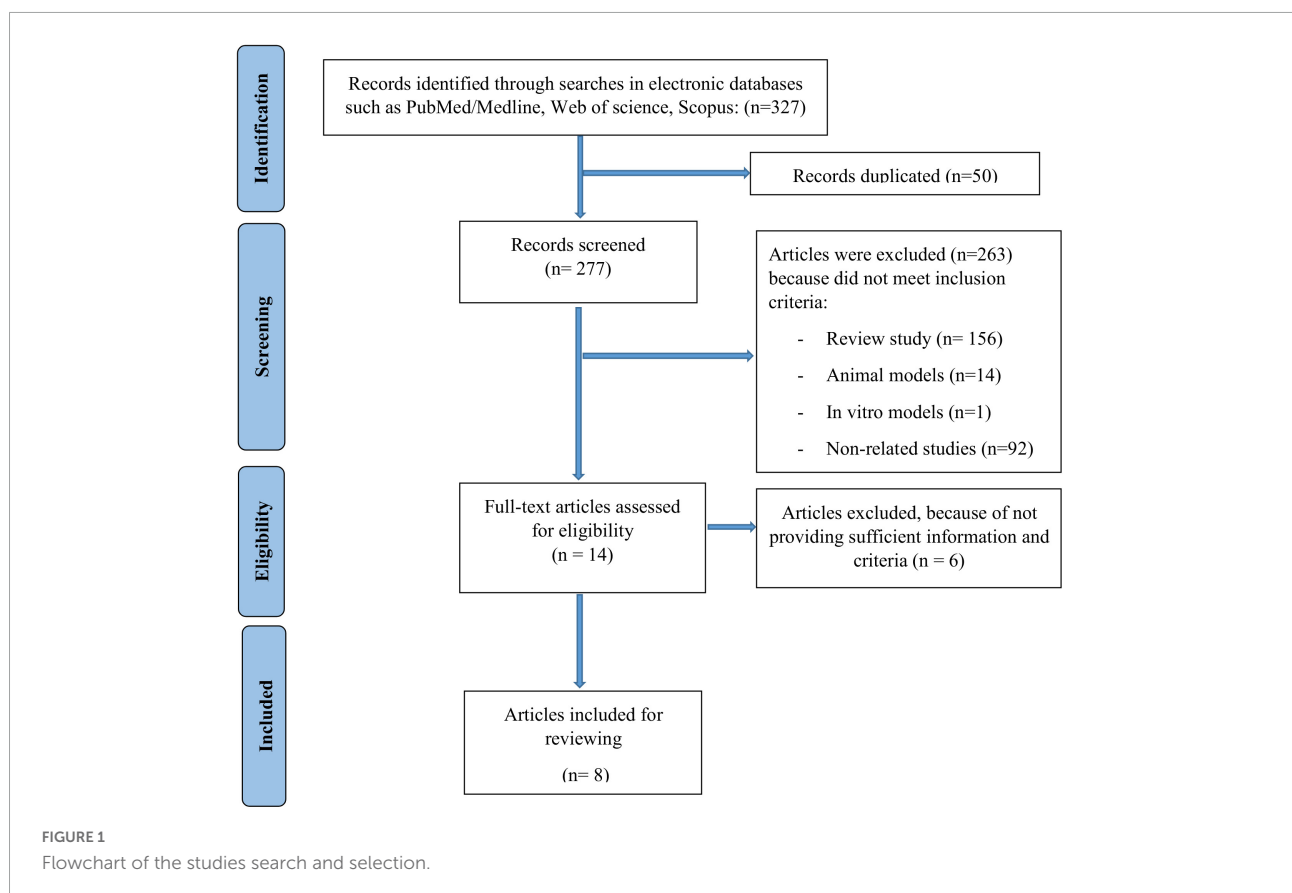 Identification
Records identified through searches in electronic databases
such as PubMed/Medline, Web of science, Scopus: (n=327)
Records duplicated (n=50)
Screening
Records screened
(n= 277)
Articles were excluded (n=263)
because did not meet inclusion
criteria:
- Review study (n= 156)
- Animal models (n=14)
- In vitro models (n=1)
- Non-related studies (n=92)
Eligibility
Full-text articles assessed
for eligibility
(n = 14)
Articles excluded, because of not
providing sufficient information and
criteria (n = 6)
Included
Articles included for
reviewing
(n= 8)
FIGURE 1
Flowchart of the studies search and selection.